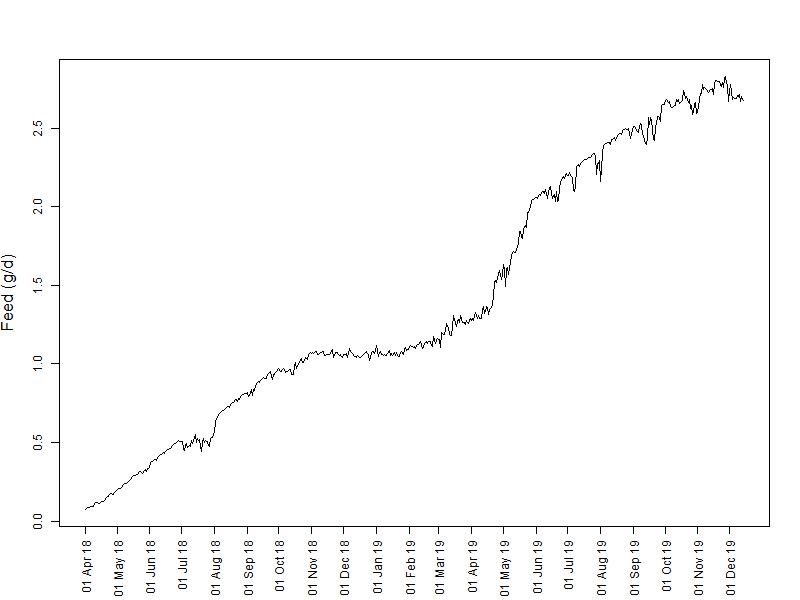 Feed (g/d)
2.5
2.0
1.5
1.0
0.5
0.0
01 Apr 18
01 May 18
01 Jun 18
01 Jul 18
01 Aug 18
01 Sep 18
01 Oct 18
01 Nov 18
01 Dec 18
01 Jan 19
01 Feb 19
01 Mar 19
01 Apr 19
01 May 19
01 Jun 19
01 Jul 19
01 Aug 19
01 Sep 19
01 Oct 19
01 Nov 19
01 Dec 19